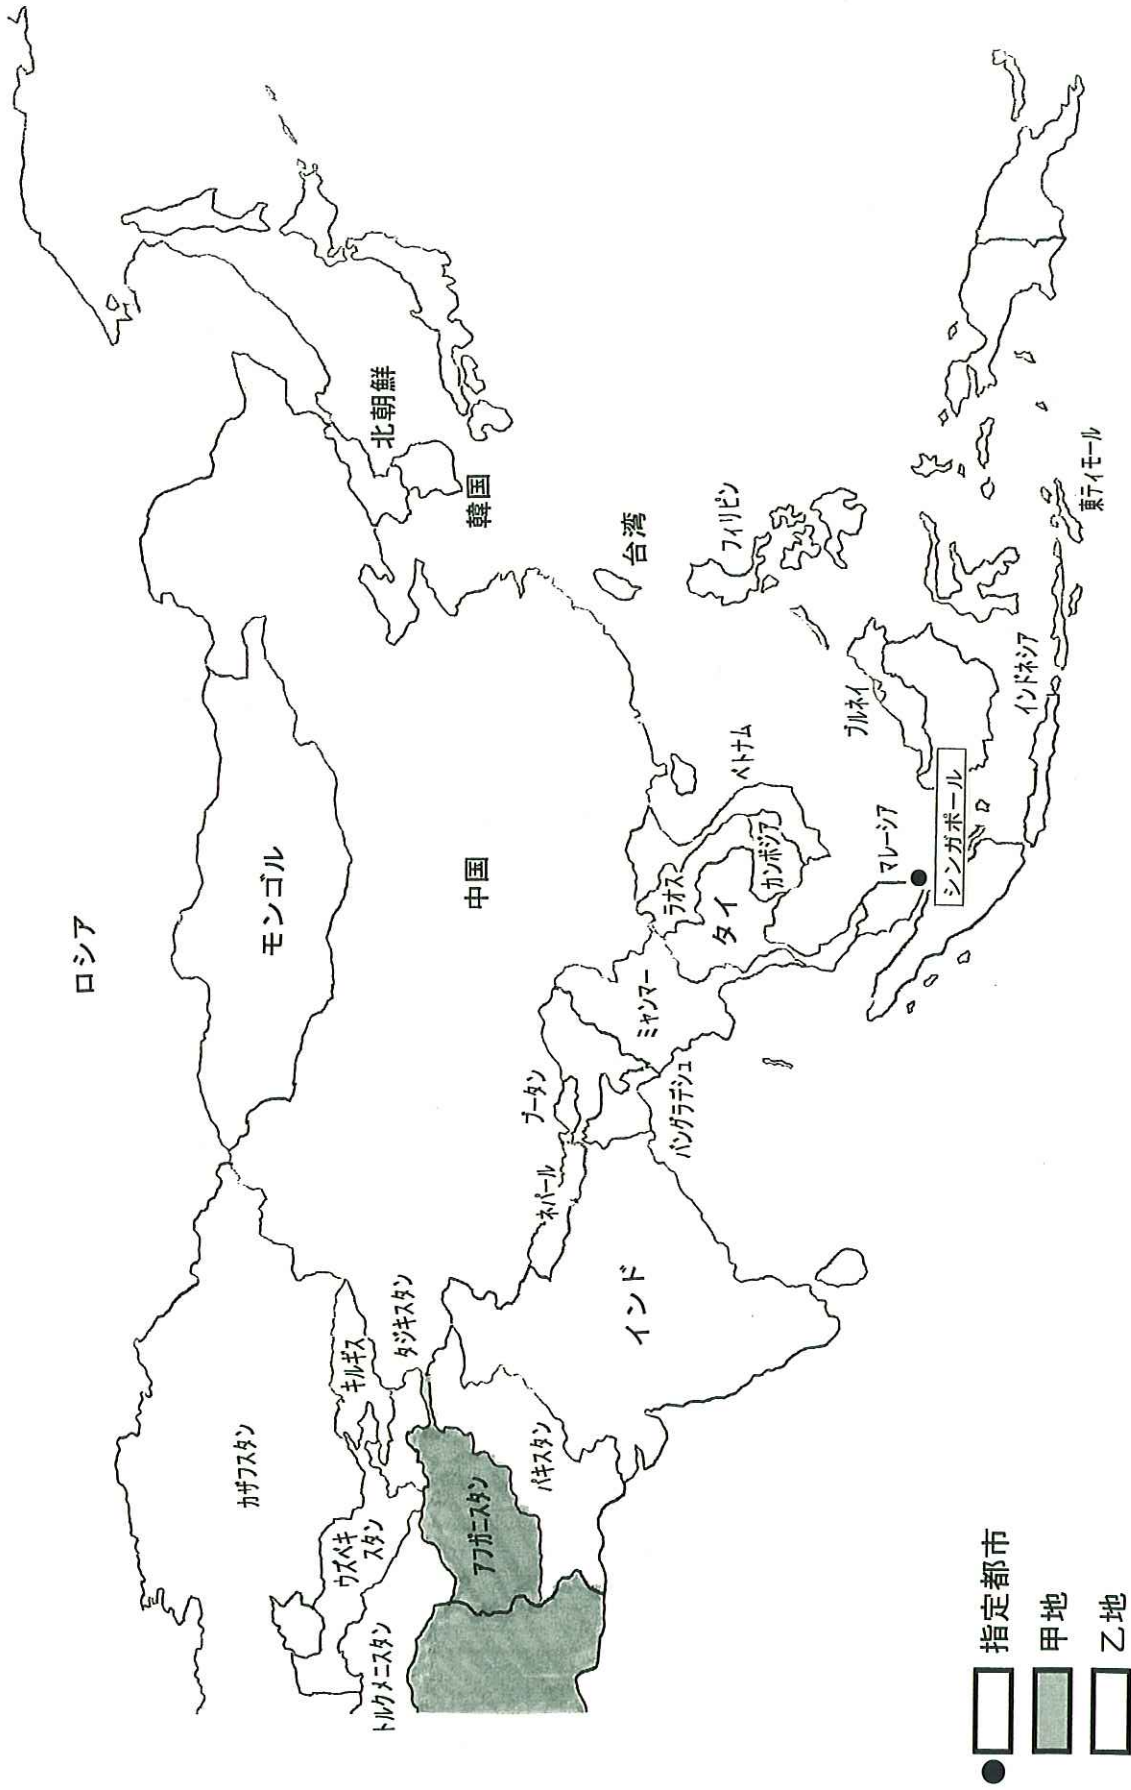 ロシア
モンゴル
カザフスタン
キルギス
ウズベキ
スタン
トルクメニスタン
タジキスタン
アフガニスタン
パキスタン
中国
北朝鮮
韓国
台湾
ネパール
ブータン
インド
バングラデシュ
ミャンマー
ラオス
タイ
カンボジア
ベトナム
フィリピン
マレーシア
ブルネイ
シンガポール
インドネシア
東ティモール
指定都市
甲地
乙地